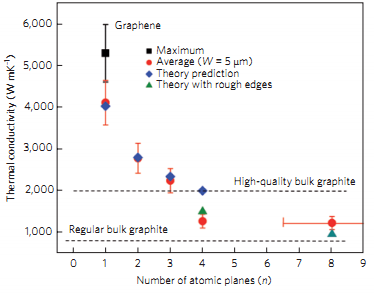 6,000
5,000
4,000
3,000
2,000
1,000
Thermal conductivity (W mK⁻¹)
Graphene
Maximum
Average (W = 5 μm)
Theory prediction
Theory with rough edges
High-quality bulk graphite
Regular bulk graphite
0 1 2 3 4 5 6 7 8 9
Number of atomic planes (n)